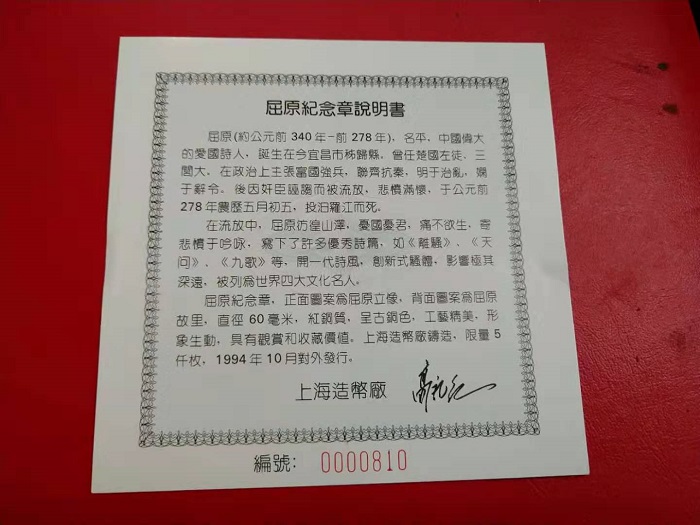 屈原紀念章說明書
屈原(約公元前 340 年－前 278 年)，名平，中國偉大
的愛國詩人，誕生在今宜昌市秭歸縣，曾任楚國左徒，三
閭大。在政治上主張富國強兵，聯齊抗秦，明于治亂，嫻
于辭令。後因奸臣誣諂而被流放，悲憤滿懷，于公元前
278 年農歷五月初五，投汨羅江而死。
在流放中，屈原彷徨山澤，憂國憂君，痛不欲生，寄
悲憤于吟咏，寫下了許多優秀詩篇，如《離騷》、《天
问》、《九歌》等，開一代詩風，創新式騷體，影響極其
深遠，被列為世界四大文化名人。
屈原紀念章，正面圖案為屈原立像，背面圖案為屈原
故里，直徑 60 毫米，紅銅質，呈古銅色，工藝精美，形
象生動，具有觀賞和收藏價值。上海造幣廠鑄造，限量 5
仟枚，1994 年 10 月對外發行。
上海造幣廠
編號: 0000810